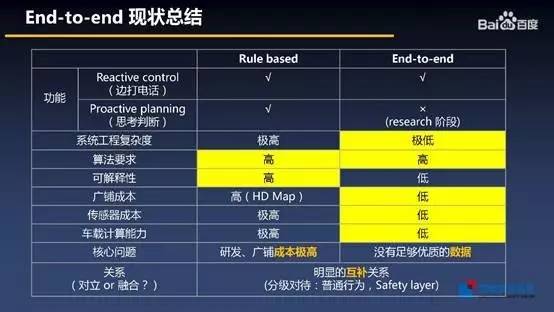 End-to-end 现状总结
Bai百度
Rule based
End-to-end
功能
Reactive control
（边打电话）
√
√
Proactive planning
（思考判断）
√
×
(research 阶段)
系统工程复杂度
极高
极低
算法要求
高
高
可解释性
高
低
广铺成本
高（HD Map）
低
传感器成本
极高
低
车载计算能力
极高
低
核心问题
研发、广铺成本极高
没有足够优质的数据
关系
（对立 or 融合？）
明显的互补关系
（分级对待：普通行为，Safety layer）